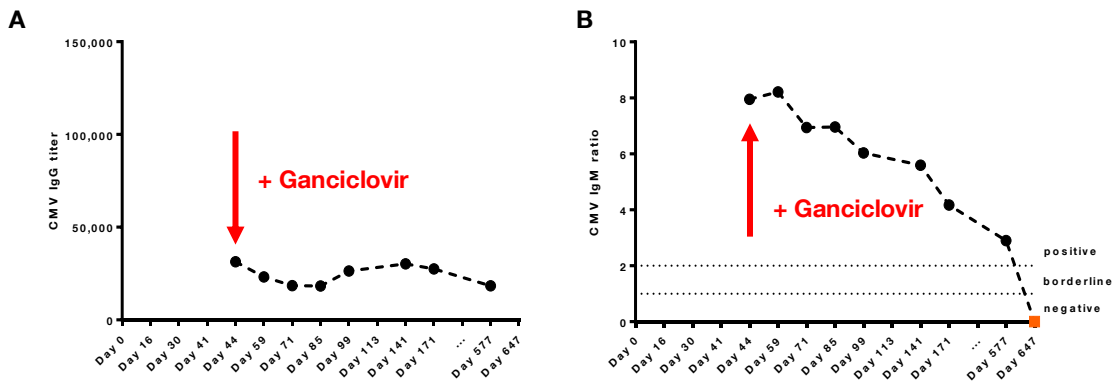 A
150,000
100,000
50,000
0
CMV IgG titer
+ Ganciclovir
Day 0
Day 16
Day 30
Day 41
Day 44
Day 59
Day 71
Day 85
Day 99
Day 113
Day 141
Day 171
...
Day 577
Day 647
B
10
8
6
4
2
0
CMV IgM ratio
+ Ganciclovir
positive
borderline
negative
Day 0
Day 16
Day 30
Day 41
Day 44
Day 59
Day 71
Day 85
Day 99
Day 113
Day 141
Day 171
...
Day 577
Day 647